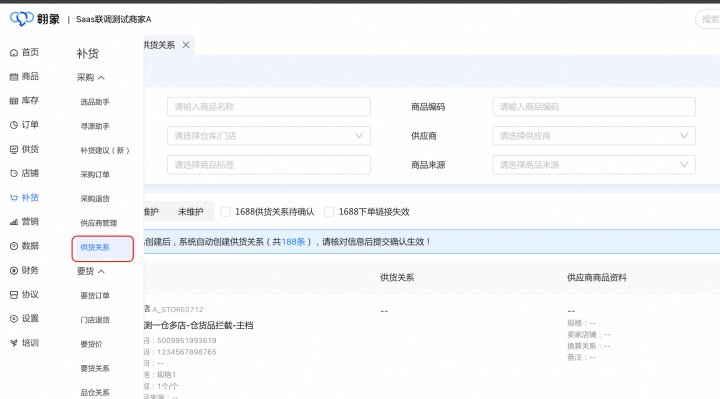 翱象 | Saas联调测试商家A
搜索
首页
商品
库存
订单
供货
店铺
补货
营销
数据
财务
协议
设置
培训
补货
采购
选品助手
寻源助手
补货建议（新）
采购订单
采购退货
供应商管理
供货关系
要货
要货订单
门店退货
要货价
要货关系
品仓关系
供货关系
请输入商品名称
商品编码
请输入商品编码
请选择仓库/门店
供应商
请选择供应商
请选择商品标签
商品来源
请选择商品来源
维护 未维护 1688供货关系待确认 1688下单链接失效
创建后，系统自动创建供货关系（共188条），请核对信息后提交确认生效！
供货关系 供应商商品资料
店 A_STORE0712
测一仓多店-仓货品拦截-主档
码：5009951993619
码：1234567898765
目：--
格：规格1
见：1个/个
品来源：--
--
--
规格：--
卖家店铺：--
换算关系：--
备注：--